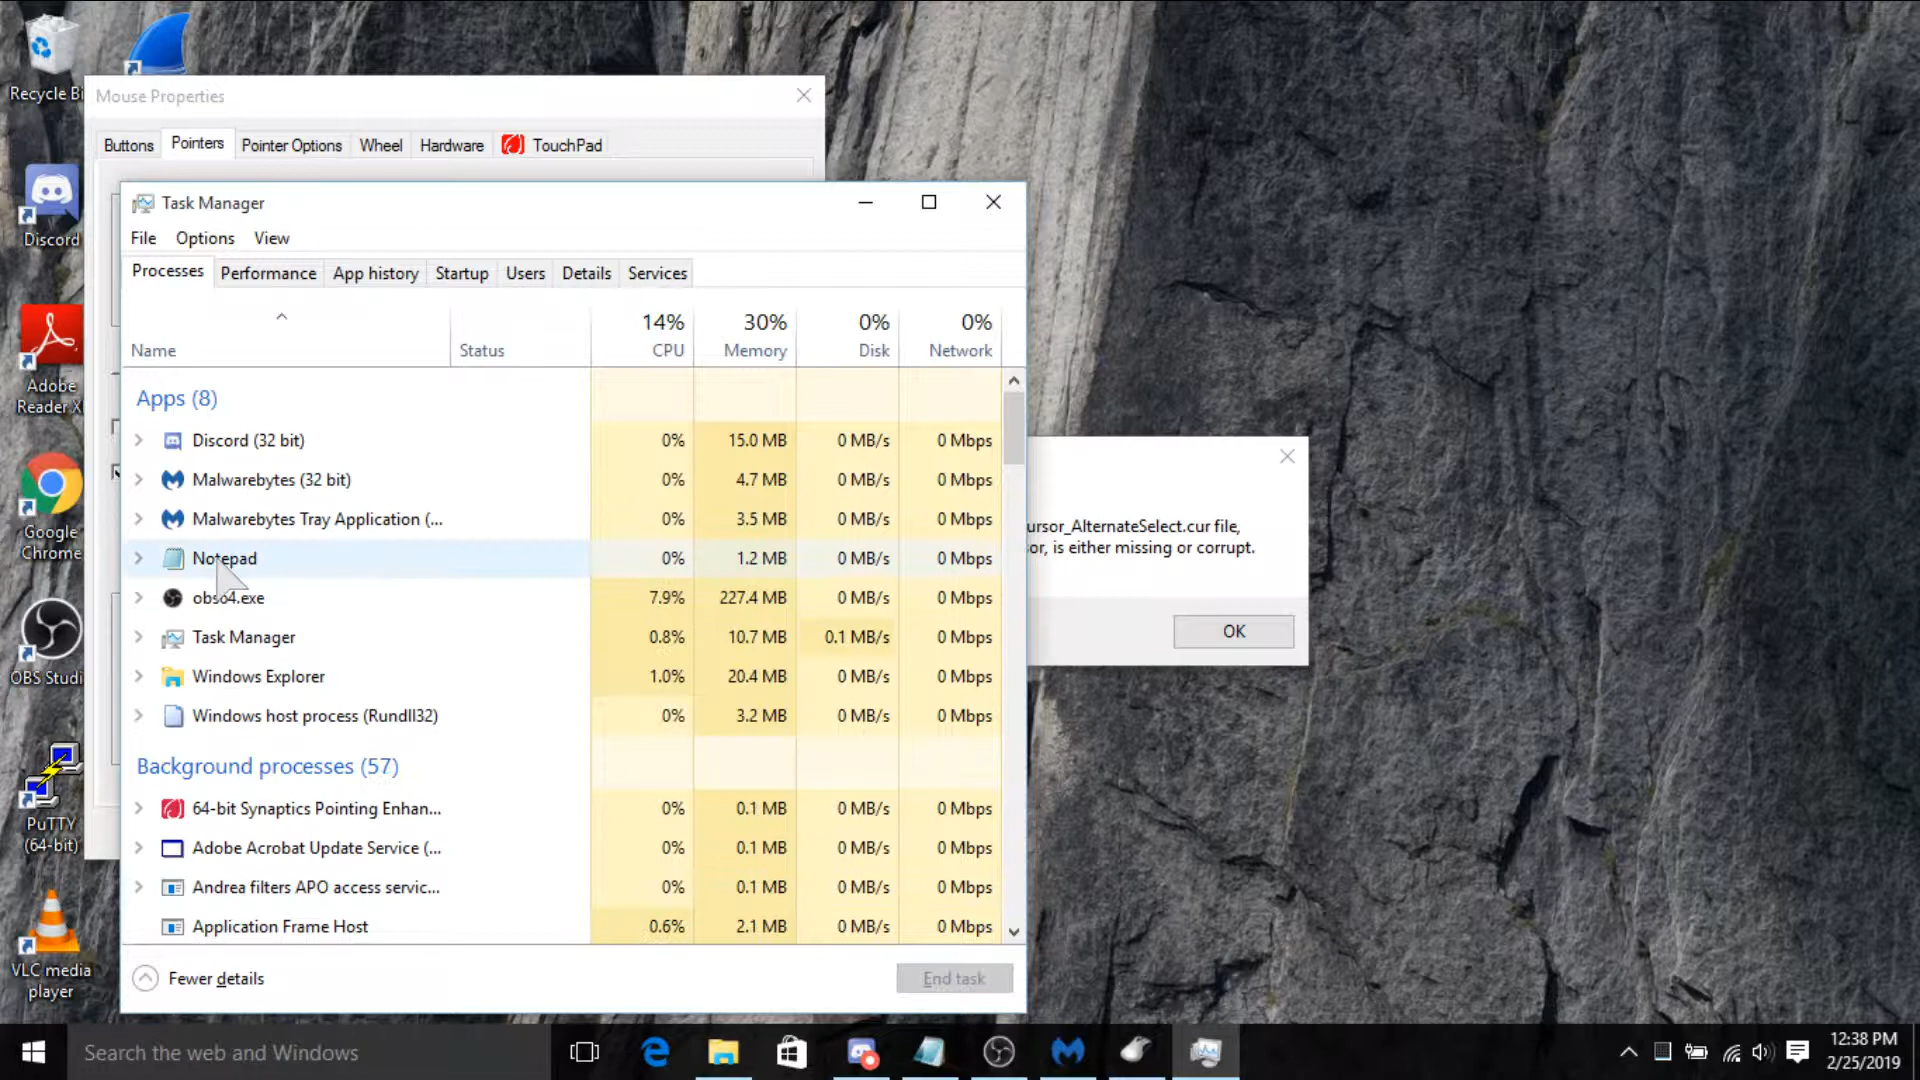 Recycle Bi
Mouse Properties
Buttons
Pointers
Pointer Options
Wheel
Hardware
TouchPad
Discord
Adobe
Reader X
Google
Chrome
OBS Studi
PuTTY
(64-bit)
VLC media
player
Task Manager
File Options View
Processes
Performance
App history
Startup
Users
Details
Services
14% 30% 0% 0%
Name Status CPU Memory Disk Network
Apps (8)
Discord (32 bit) 0% 15.0 MB 0 MB/s 0 Mbps
Malwarebytes (32 bit) 0% 4.7 MB 0 MB/s 0 Mbps
Malwarebytes Tray Application (... 0% 3.5 MB 0 MB/s 0 Mbps
Notepad 0% 1.2 MB 0 MB/s 0 Mbps
obs64.exe 7.9% 227.4 MB 0 MB/s 0 Mbps
Task Manager 0.8% 10.7 MB 0.1 MB/s 0 Mbps
Windows Explorer 1.0% 20.4 MB 0 MB/s 0 Mbps
Windows host process (Rundll32) 0% 3.2 MB 0 MB/s 0 Mbps
Background processes (57)
64-bit Synaptics Pointing Enhan... 0% 0.1 MB 0 MB/s 0 Mbps
Adobe Acrobat Update Service (... 0% 0.1 MB 0 MB/s 0 Mbps
Andrea filters APO access servic... 0% 0.1 MB 0 MB/s 0 Mbps
Application Frame Host 0.6% 2.1 MB 0 MB/s 0 Mbps
Fewer details
End task
ursor_AlternateSelect.cur file,
or, is either missing or corrupt.
OK
Search the web and Windows
12:38 PM
2/25/2019